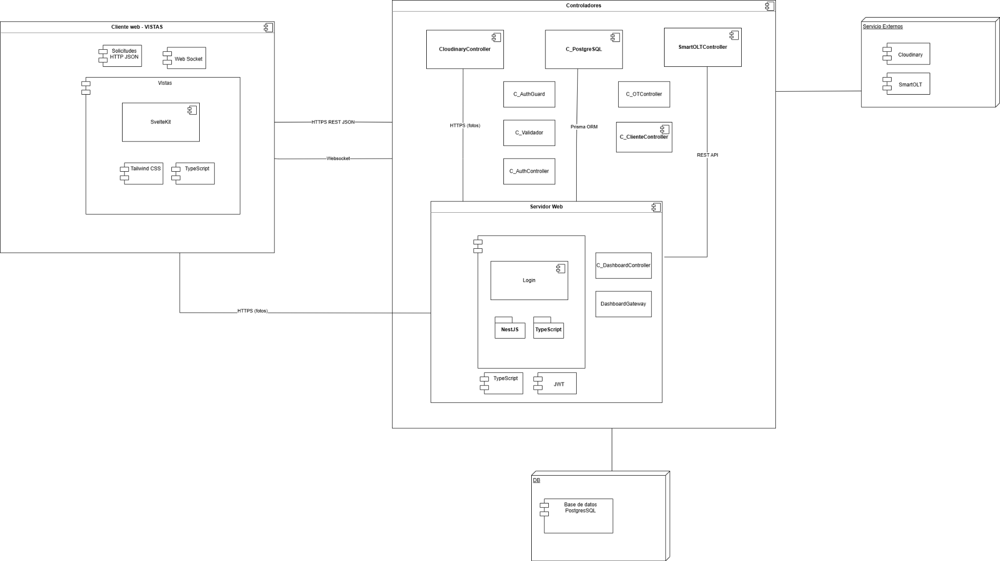 Controladores
Cliente web - VISTAS
Servicio Externos
Solicitudes
HTTP JSON
Web Socket
CloudinaryController
C_PostgreSQL
SmartOLTController
Cloudinary
SmartOLT
Vistas
SvelteKit
Tailwind CSS
TypeScript
HTTPS REST JSON
Websocket
C_AuthGuard
C_OTController
HTTPS (fotos)
C_Validador
Prisma ORM
C_ClienteController
REST API
C_AuthController
Servidor Web
Login
C_DashboardController
DashboardGateway
HTTPS (fotos)
NestJS
TypeScript
TypeScript
JWT
DB
Base de datos
PostgresSQL